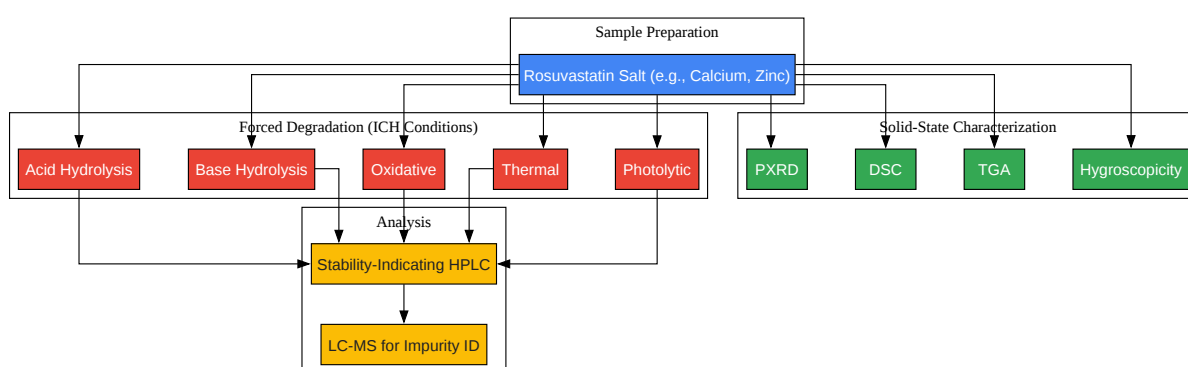 Sample Preparation
Rosuvastatin Salt (e.g., Calcium, Zinc)
Forced Degradation (ICH Conditions)
Solid-State Characterization
Acid Hydrolysis
Base Hydrolysis
Oxidative
Thermal
Photolytic
PXRD
DSC
TGA
Hygroscopicity
Analysis
Stability-Indicating HPLC
LC-MS for Impurity ID